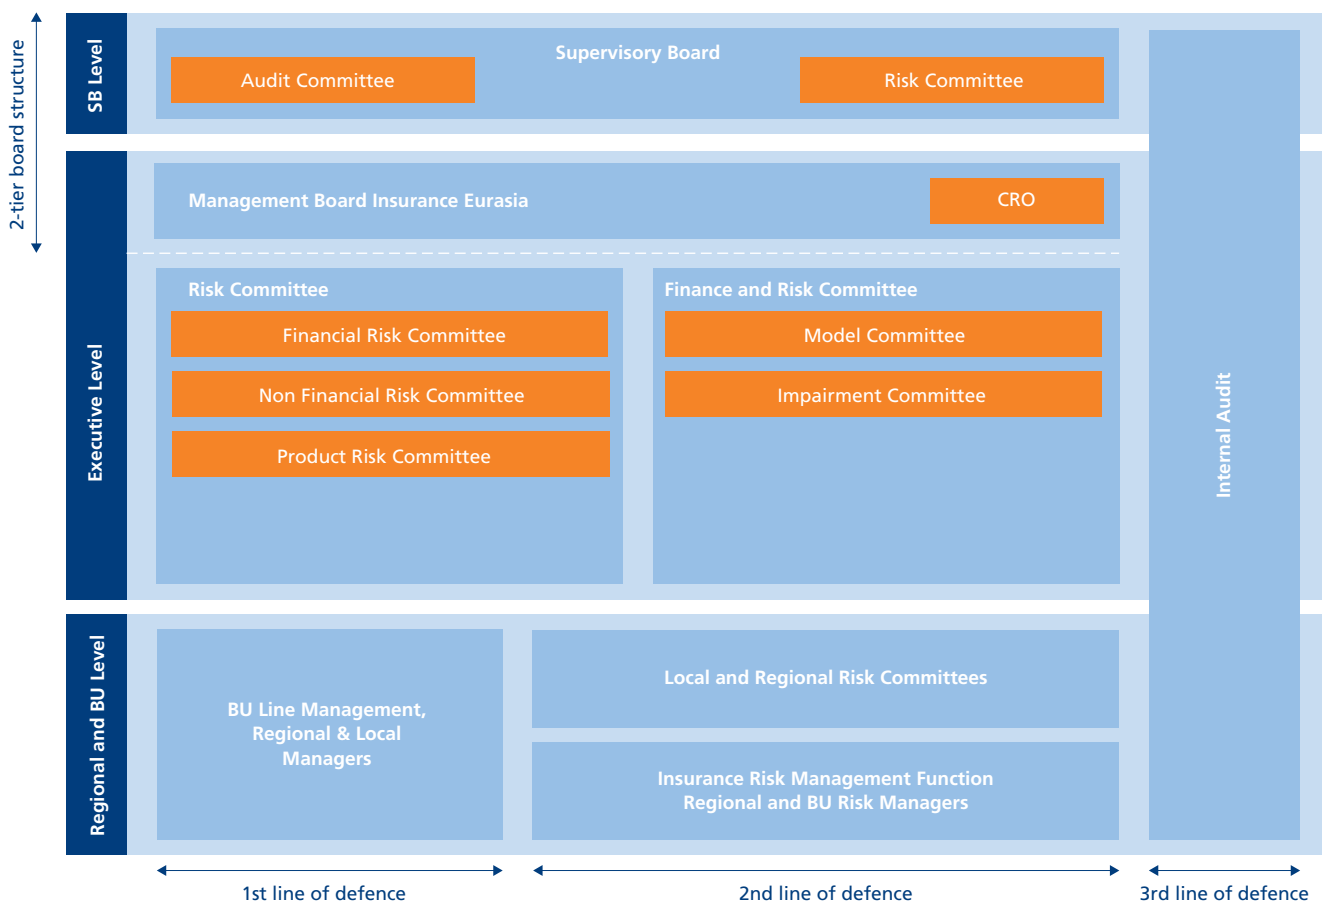 2-tier board structure
SB Level
Supervisory Board
Audit Committee
Risk Committee
Executive Level
Management Board Insurance Eurasia
CRO
Risk Committee
Financial Risk Committee
Non Financial Risk Committee
Product Risk Committee
Finance and Risk Committee
Model Committee
Impairment Committee
Internal Audit
Regional and BU Level
BU Line Management,
Regional & Local
Managers
Local and Regional Risk Committees
Insurance Risk Management Function
Regional and BU Risk Managers
1st line of defence
2nd line of defence
3rd line of defence